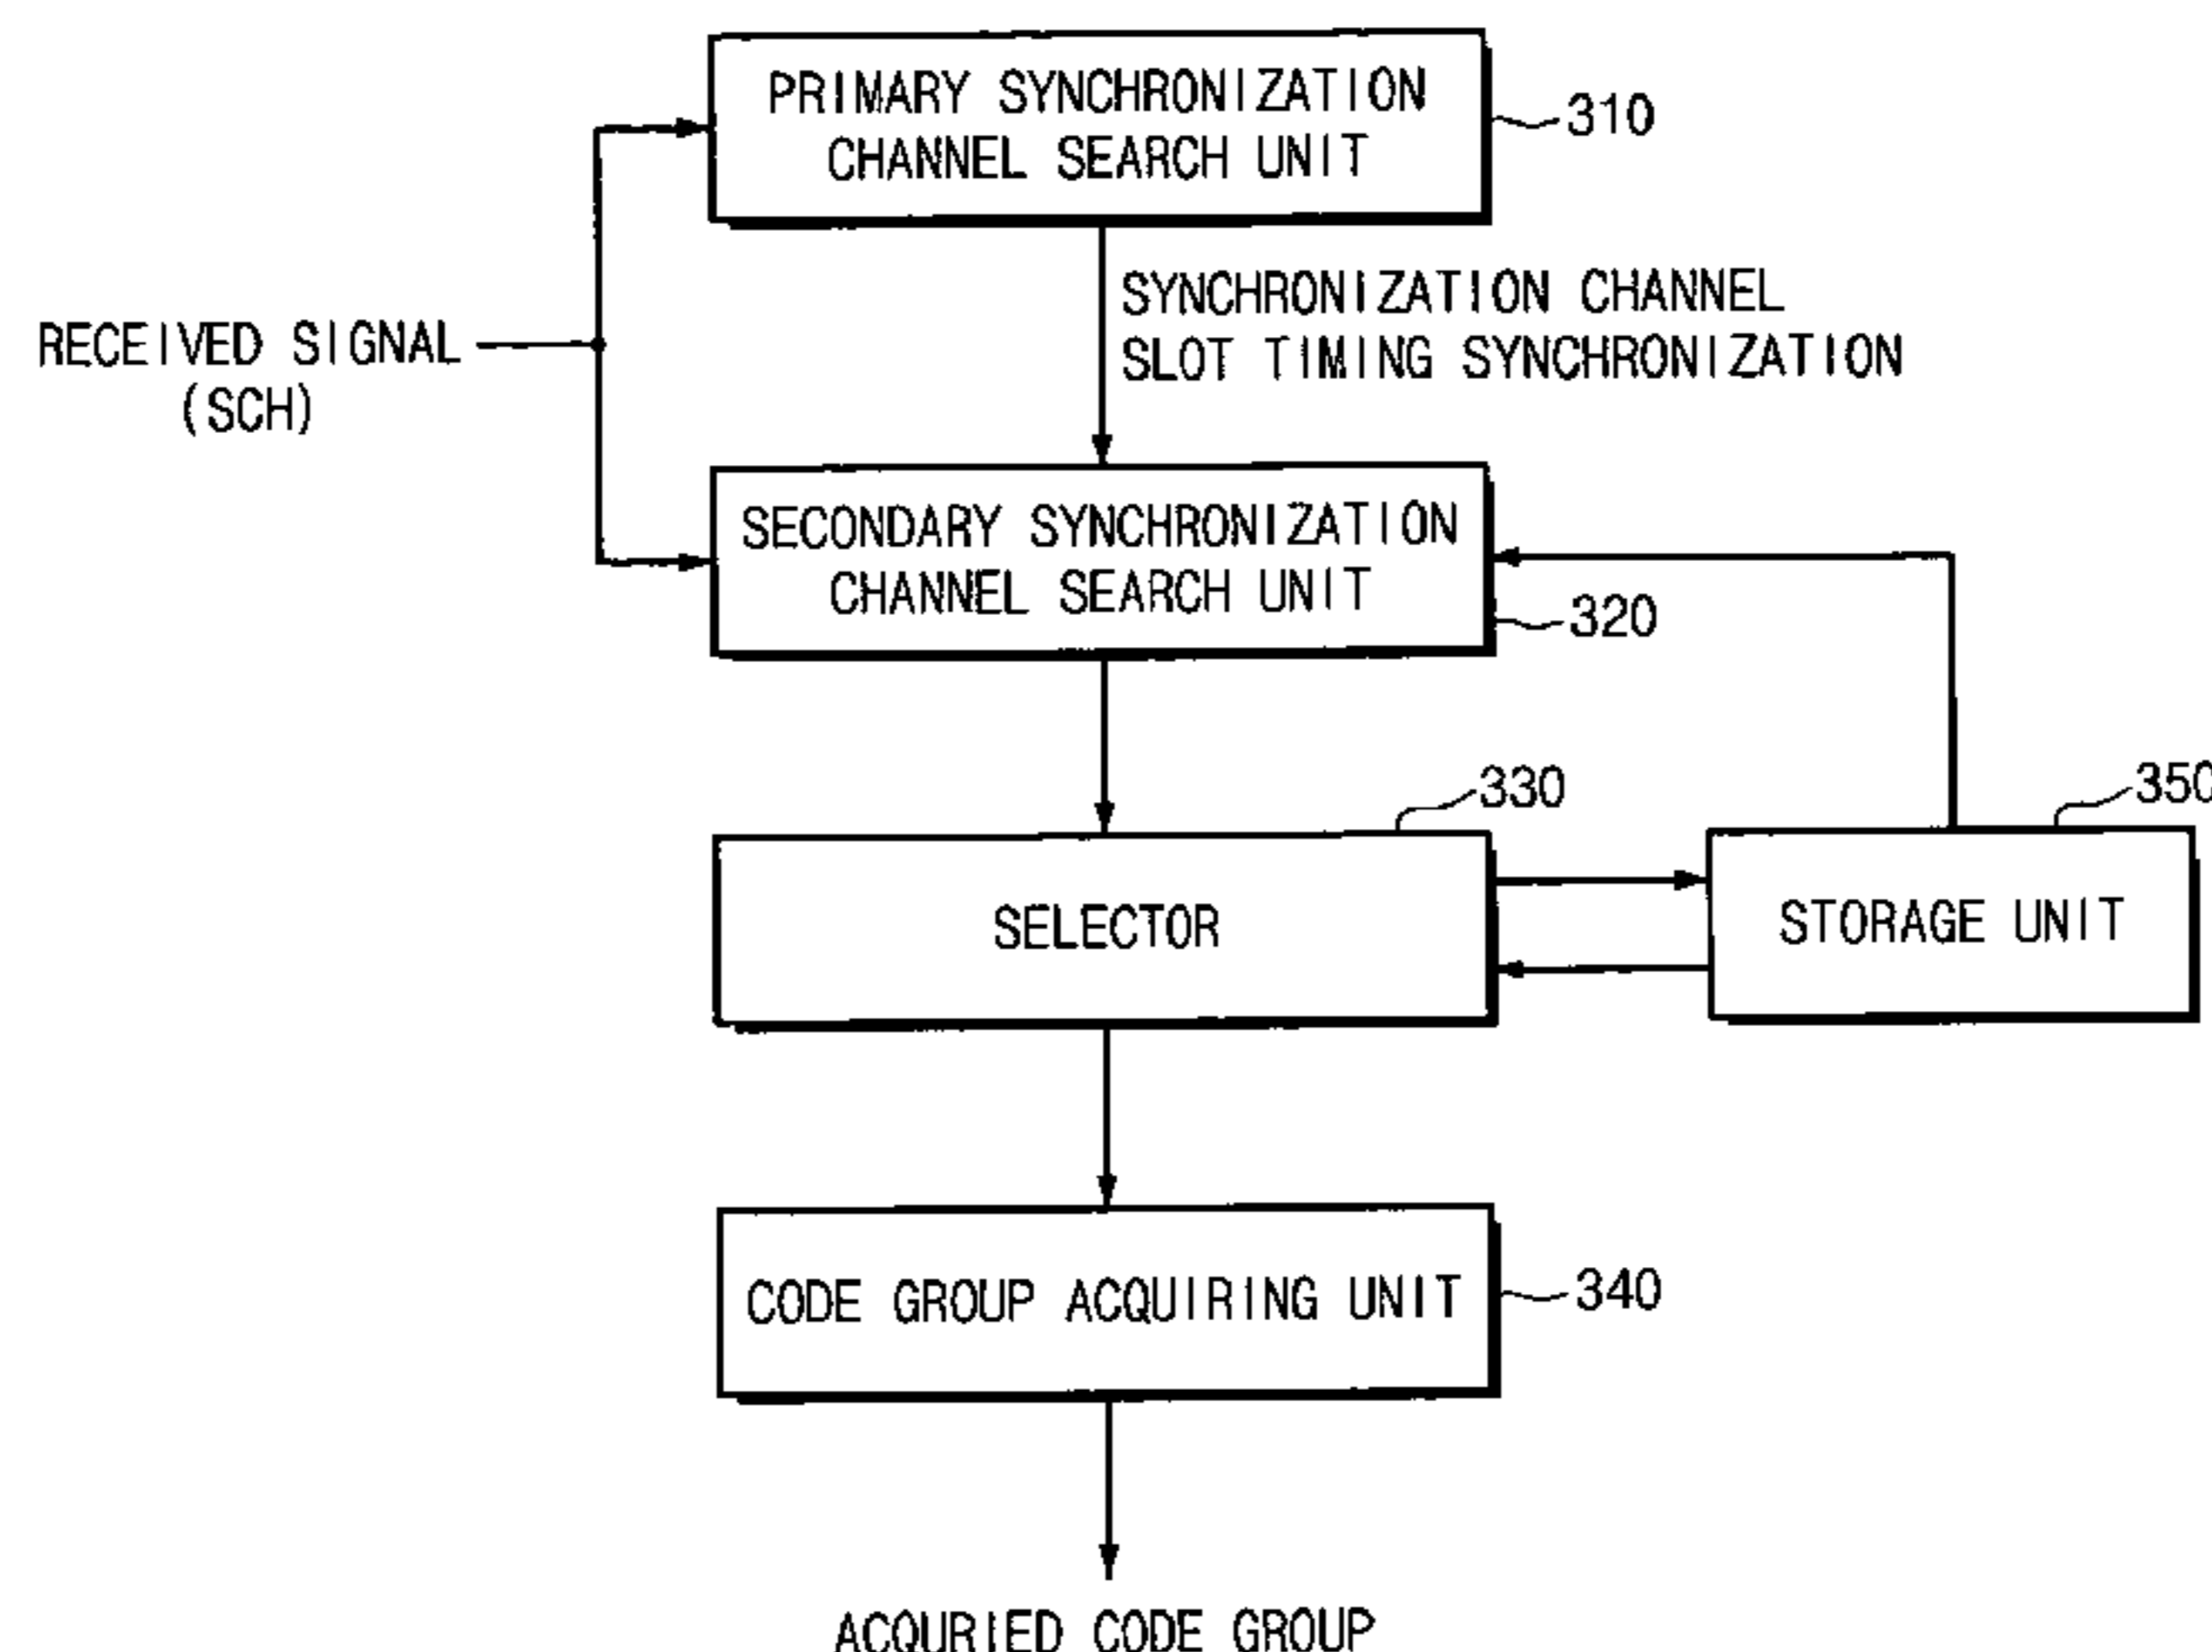 PRIMARY SYNCHRONIZATION
CHANNEL SEARCH UNIT
310
SYNCHRONIZATION CHANNEL
SLOT TIMING SYNCHRONIZATION
RECEIVED SIGNAL
(SCH)
SECONDARY SYNCHRONIZATION
CHANNEL SEARCH UNIT
320
330
350
SELECTOR
STORAGE UNIT
CODE GROUP ACQUIRING UNIT
340
ACQURIED CODE GROUP